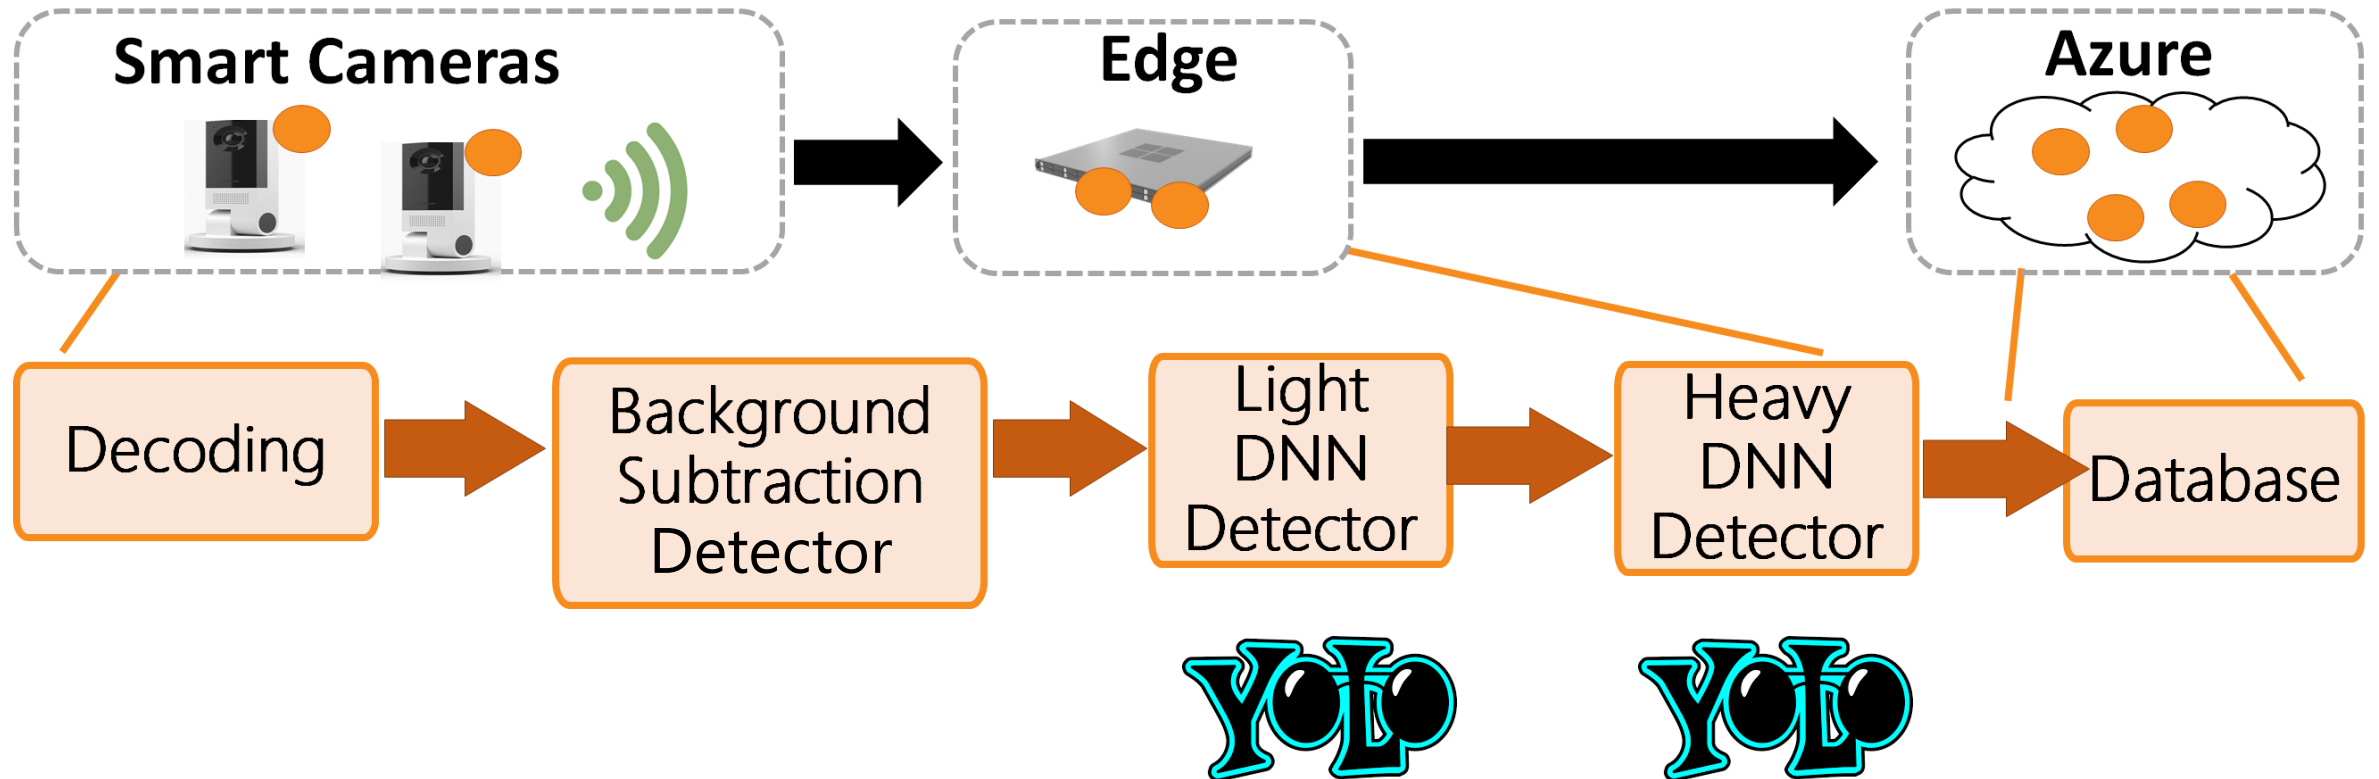 Smart Cameras
Edge
Azure
Decoding
Background
Subtraction
Detector
Light
DNN
Detector
Heavy
DNN
Detector
Database
YOLO
YOLO